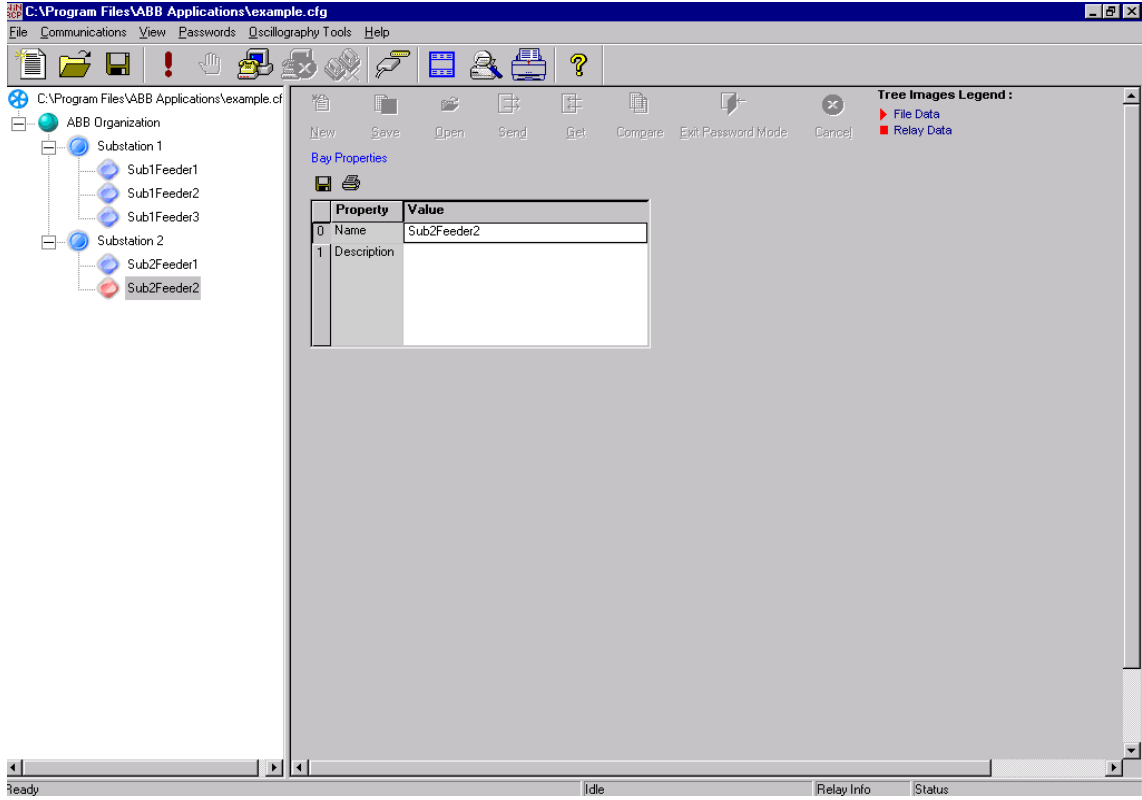 C:\Program Files\ABB Applications\example.cfg
File Communications View Passwords Oscillography Tools Help
C:\Program Files\ABB Applications\example.cf
ABB Organization
Substation 1
Sub1Feeder1
Sub1Feeder2
Sub1Feeder3
Substation 2
Sub2Feeder1
Sub2Feeder2
New Save Open Send Get Compare Exit Password Mode Cancel
Tree Images Legend :
File Data
Relay Data
Bay Properties
Property Value
0 Name Sub2Feeder2
1 Description
Ready Idle Relay Info Status